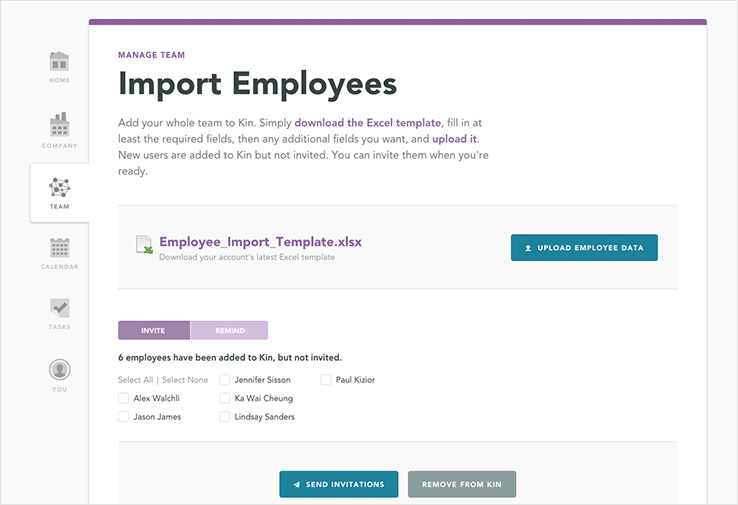 MANAGE TEAM
Import Employees
Add your whole team to Kin. Simply download the Excel template, fill in at
least the required fields, then any additional fields you want, and upload it.
New users are added to Kin but not invited. You can invite them when you're
ready.
HOME
COMPANY
TEAM
CALENDAR
TASKS
YOU
Employee_Import_Template.xlsx
Download your account's latest Excel template
UPLOAD EMPLOYEE DATA
INVITE REMIND
6 employees have been added to Kin, but not invited.
Select All | Select None Jennifer Sisson Paul Kizior
Alex Walchli Ka Wai Cheung
Jason James Lindsay Sanders
SEND INVITATIONS REMOVE FROM KIN